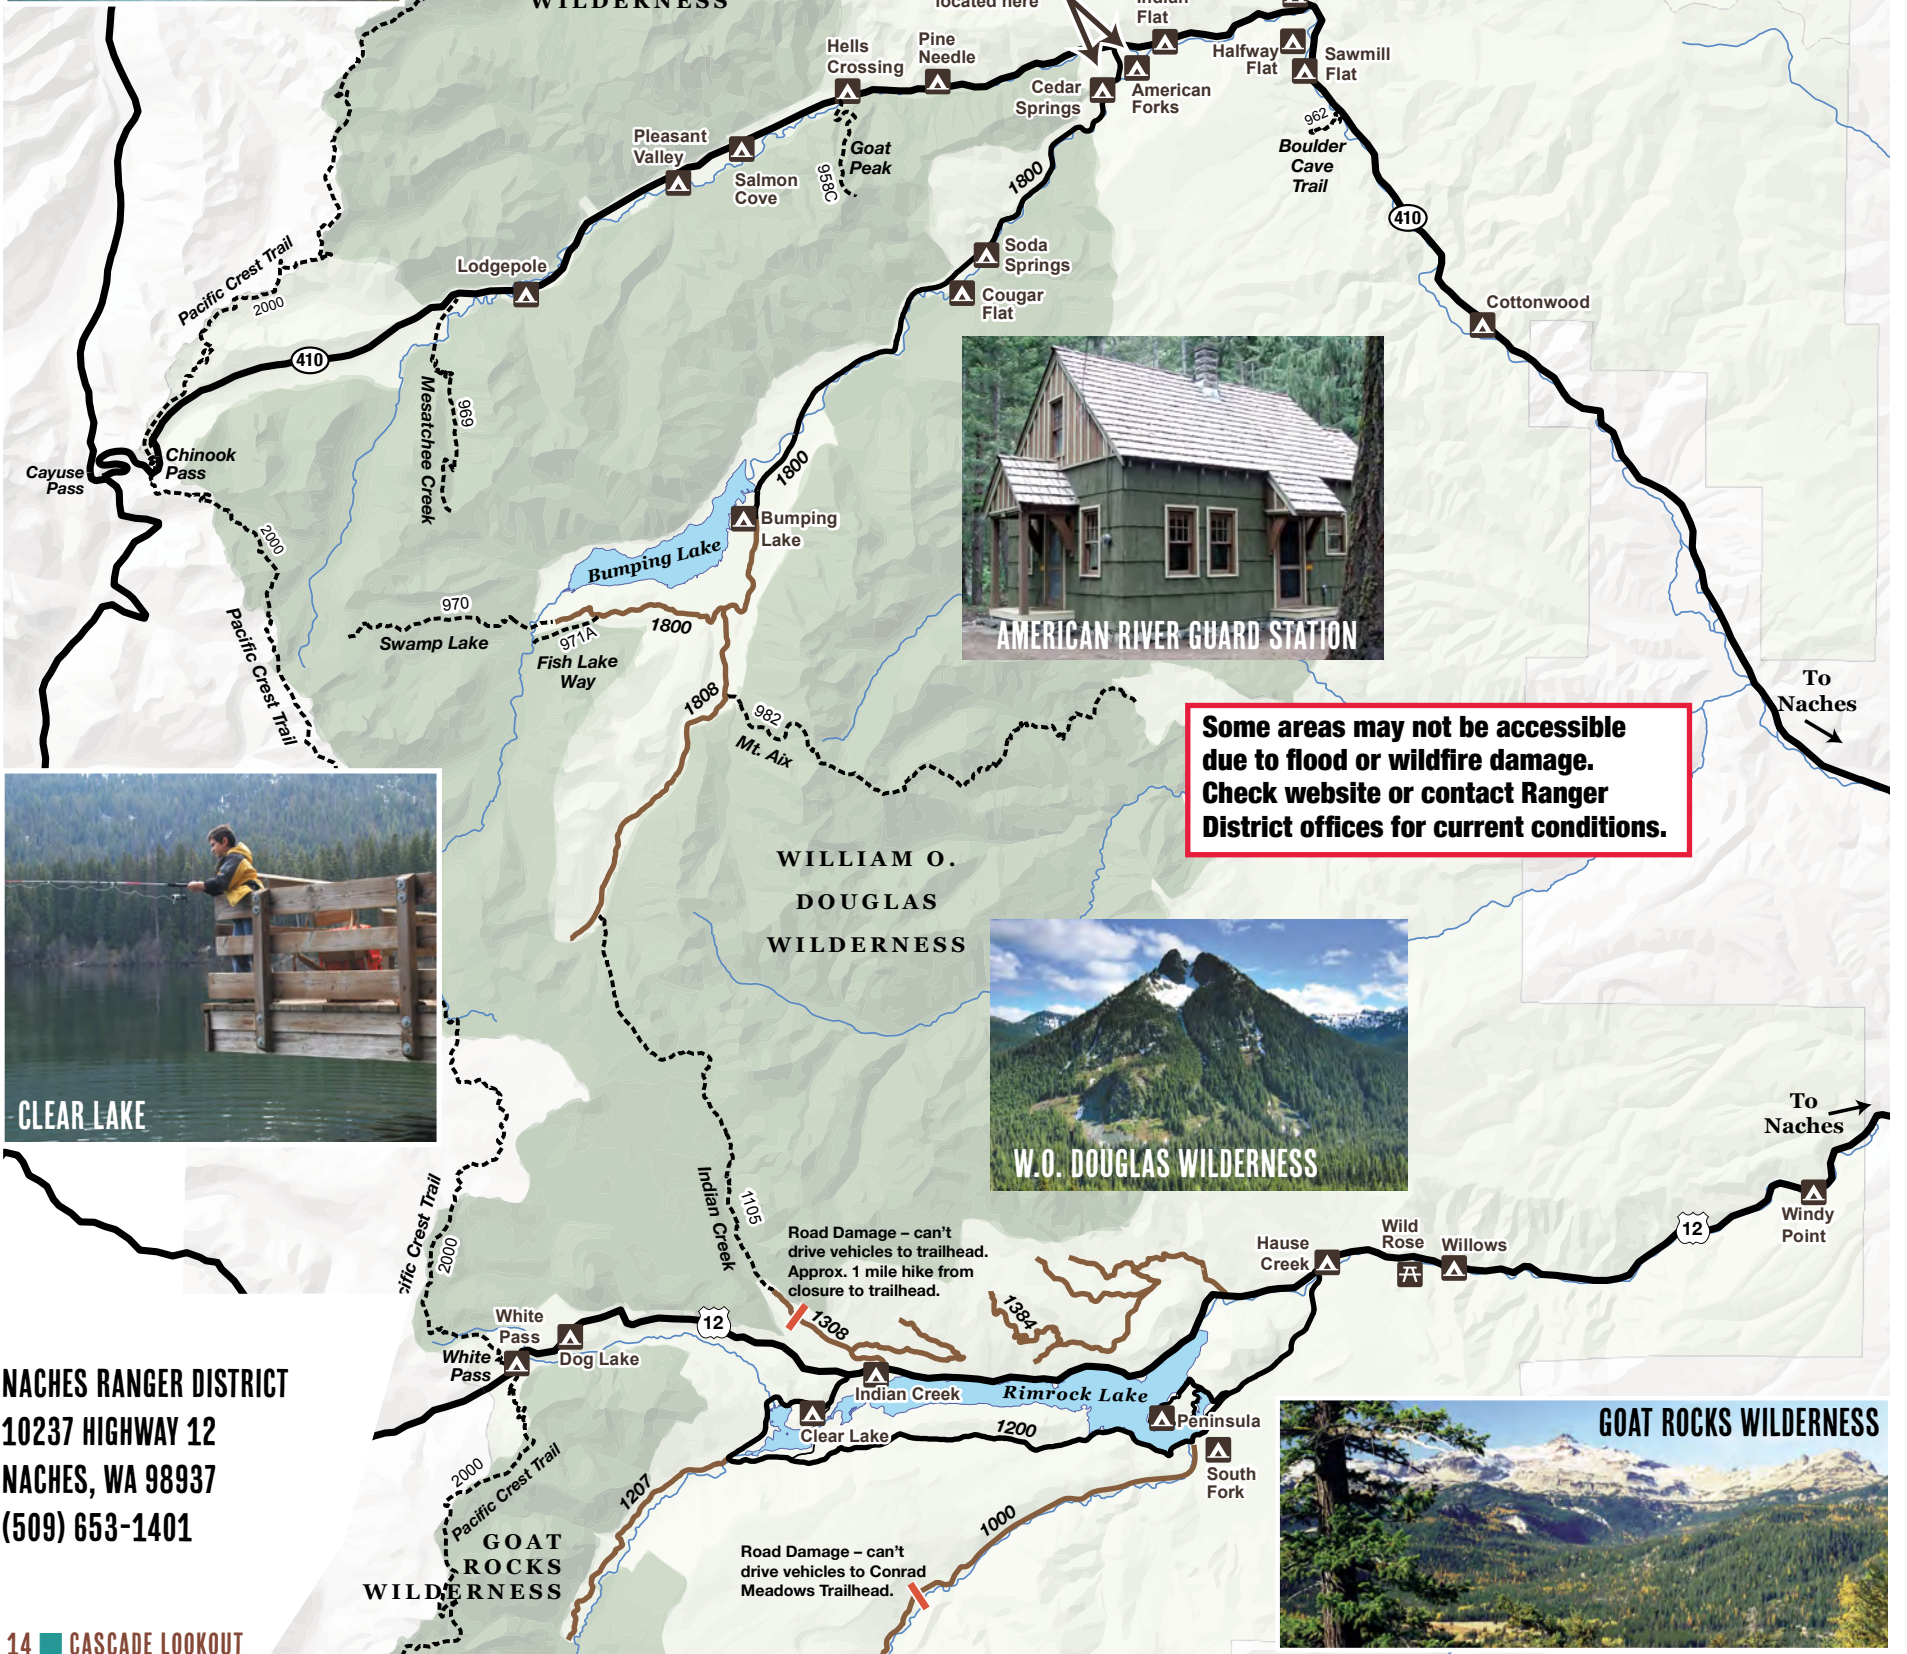 WILDERNESS
located here
Indian
Flat
Hells
Crossing
Pine
Needle
Halfway
Flat
Sawmill
Flat
Cedar
Springs
American
Forks
962
Boulder
Cave
Trail
Pleasant
Valley
Goat
Peak
958C
Salmon
Cove
1800
410
Pacific Crest Trail
2000
Lodgepole
Soda
Springs
Cougar
Flat
Cottonwood
410
Mesatchee Creek
969
Cayuse
Pass
Chinook
Pass
1800
2000
Bumping
Lake
Bumping Lake
AMERICAN RIVER GUARD STATION
970
Swamp Lake
971A
Fish Lake
Way
1800
Pacific Crest Trail
1808
982
Mt. Aix
To
Naches
Some areas may not be accessible
due to flood or wildfire damage.
Check website or contact Ranger
District offices for current conditions.
WILLIAM O.
DOUGLAS
WILDERNESS
CLEAR LAKE
W.O. DOUGLAS WILDERNESS
To
Naches
Indian Creek
1105
cific Crest Trail
2000
Road Damage – can't
drive vehicles to trailhead.
Approx. 1 mile hike from
closure to trailhead.
1308
1384
Hause
Creek
Wild
Rose
Willows
12
Windy
Point
White
Pass
12
Dog Lake
White
Pass
Indian Creek
Rimrock Lake
Peninsula
Clear Lake
1200
South
Fork
NACHES RANGER DISTRICT
10237 HIGHWAY 12
NACHES, WA 98937
(509) 653-1401
2000
Pacific Crest Trail
1207
1000
GOAT
ROCKS
WILDERNESS
Road Damage – can't
drive vehicles to Conrad
Meadows Trailhead.
GOAT ROCKS WILDERNESS
14 CASCADE LOOKOUT